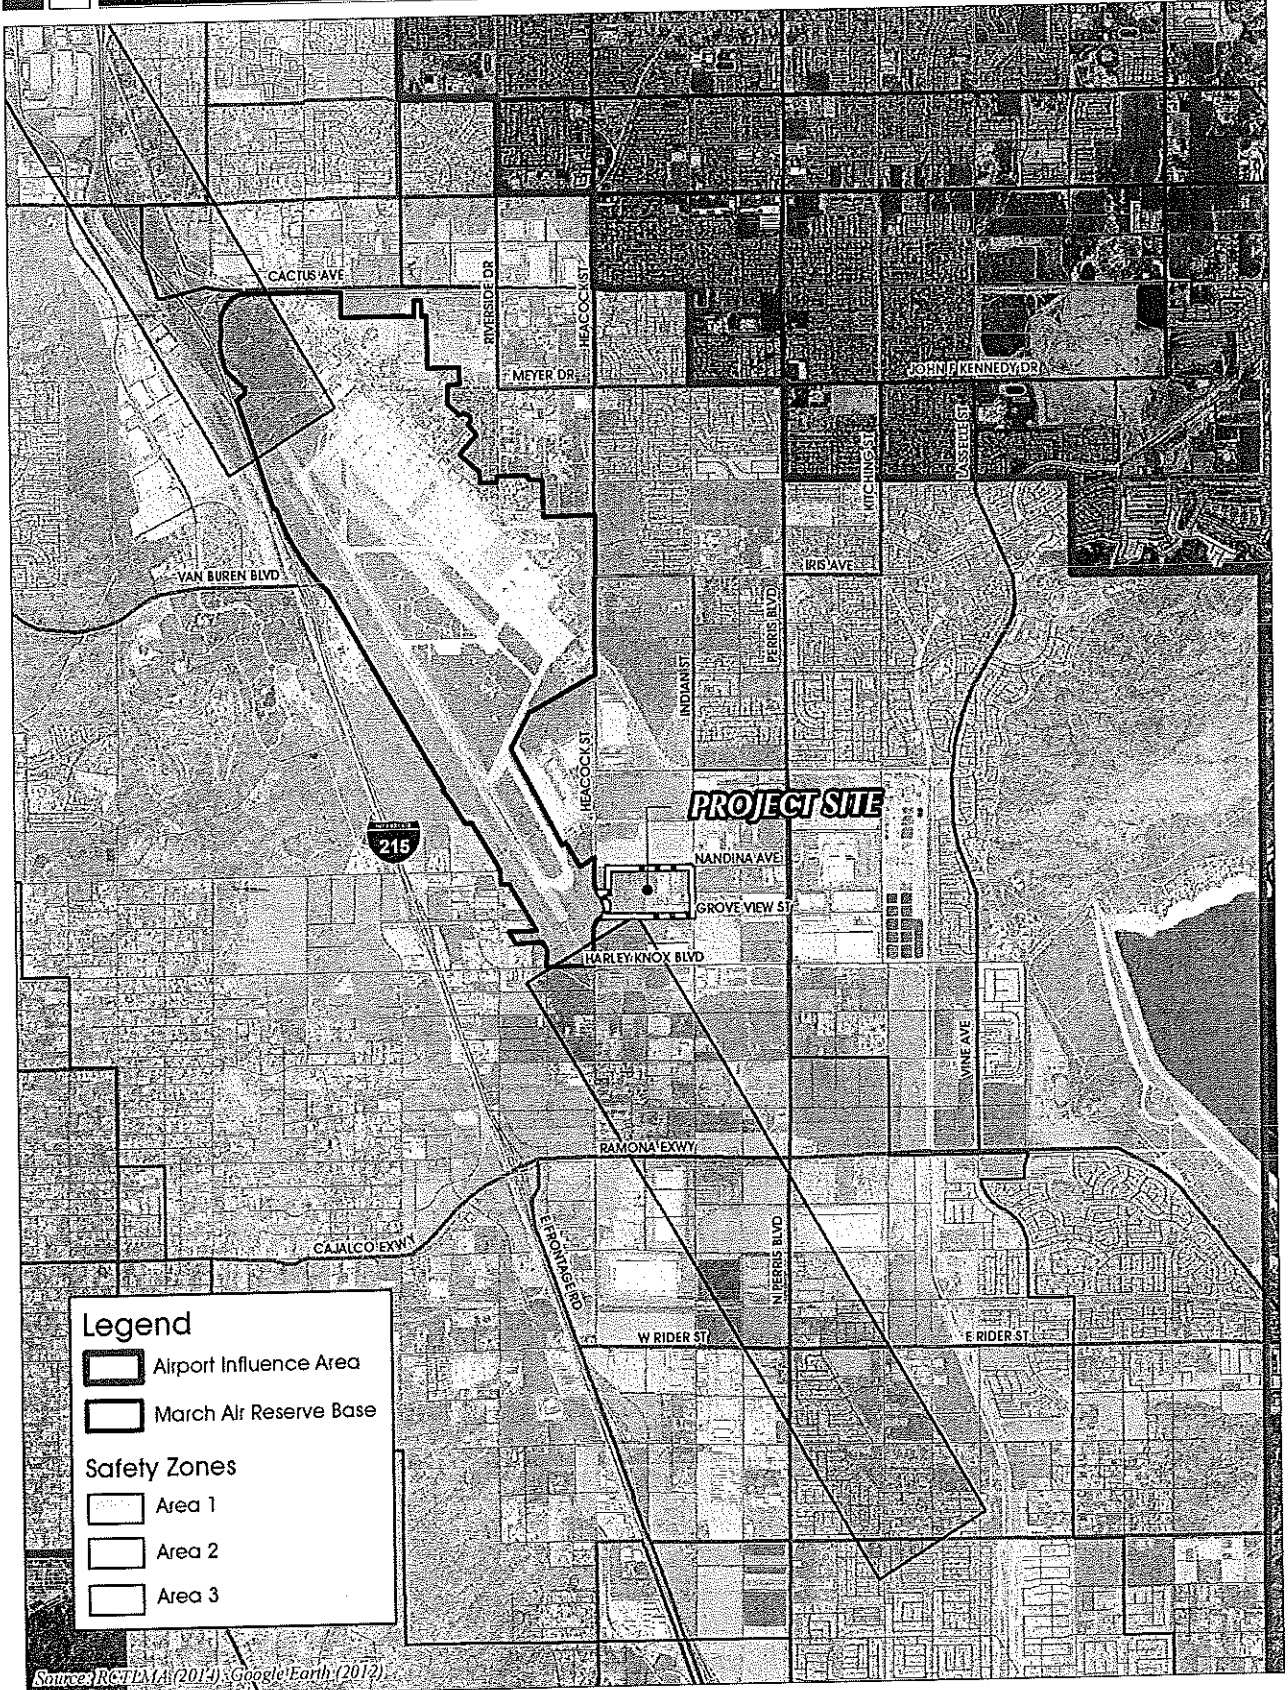 CACTUS AVE
RIVERSIDE DR
HEACOCK ST
MEYER DR
JOHN F KENNEDY DR
KITCHING ST
LASSELLE ST
VAN BUREN BLVD
IRIS AVE
INDIAN ST
PERRIS BLVD
HEACOCK ST
PROJECT SITE
215
NANDINA AVE
GROVE VIEW ST
HARLEY KNOX BLVD
VINE AVE
RAMONA EXWY
CAJALCO EXWY
E FRONTAGE RD
N PERRIS BLVD
W RIDER ST
E RIDER ST
Legend
Airport Influence Area
March Air Reserve Base
Safety Zones
Area 1
Area 2
Area 3
Source: RCTLMA (2014), Google Earth (2012)